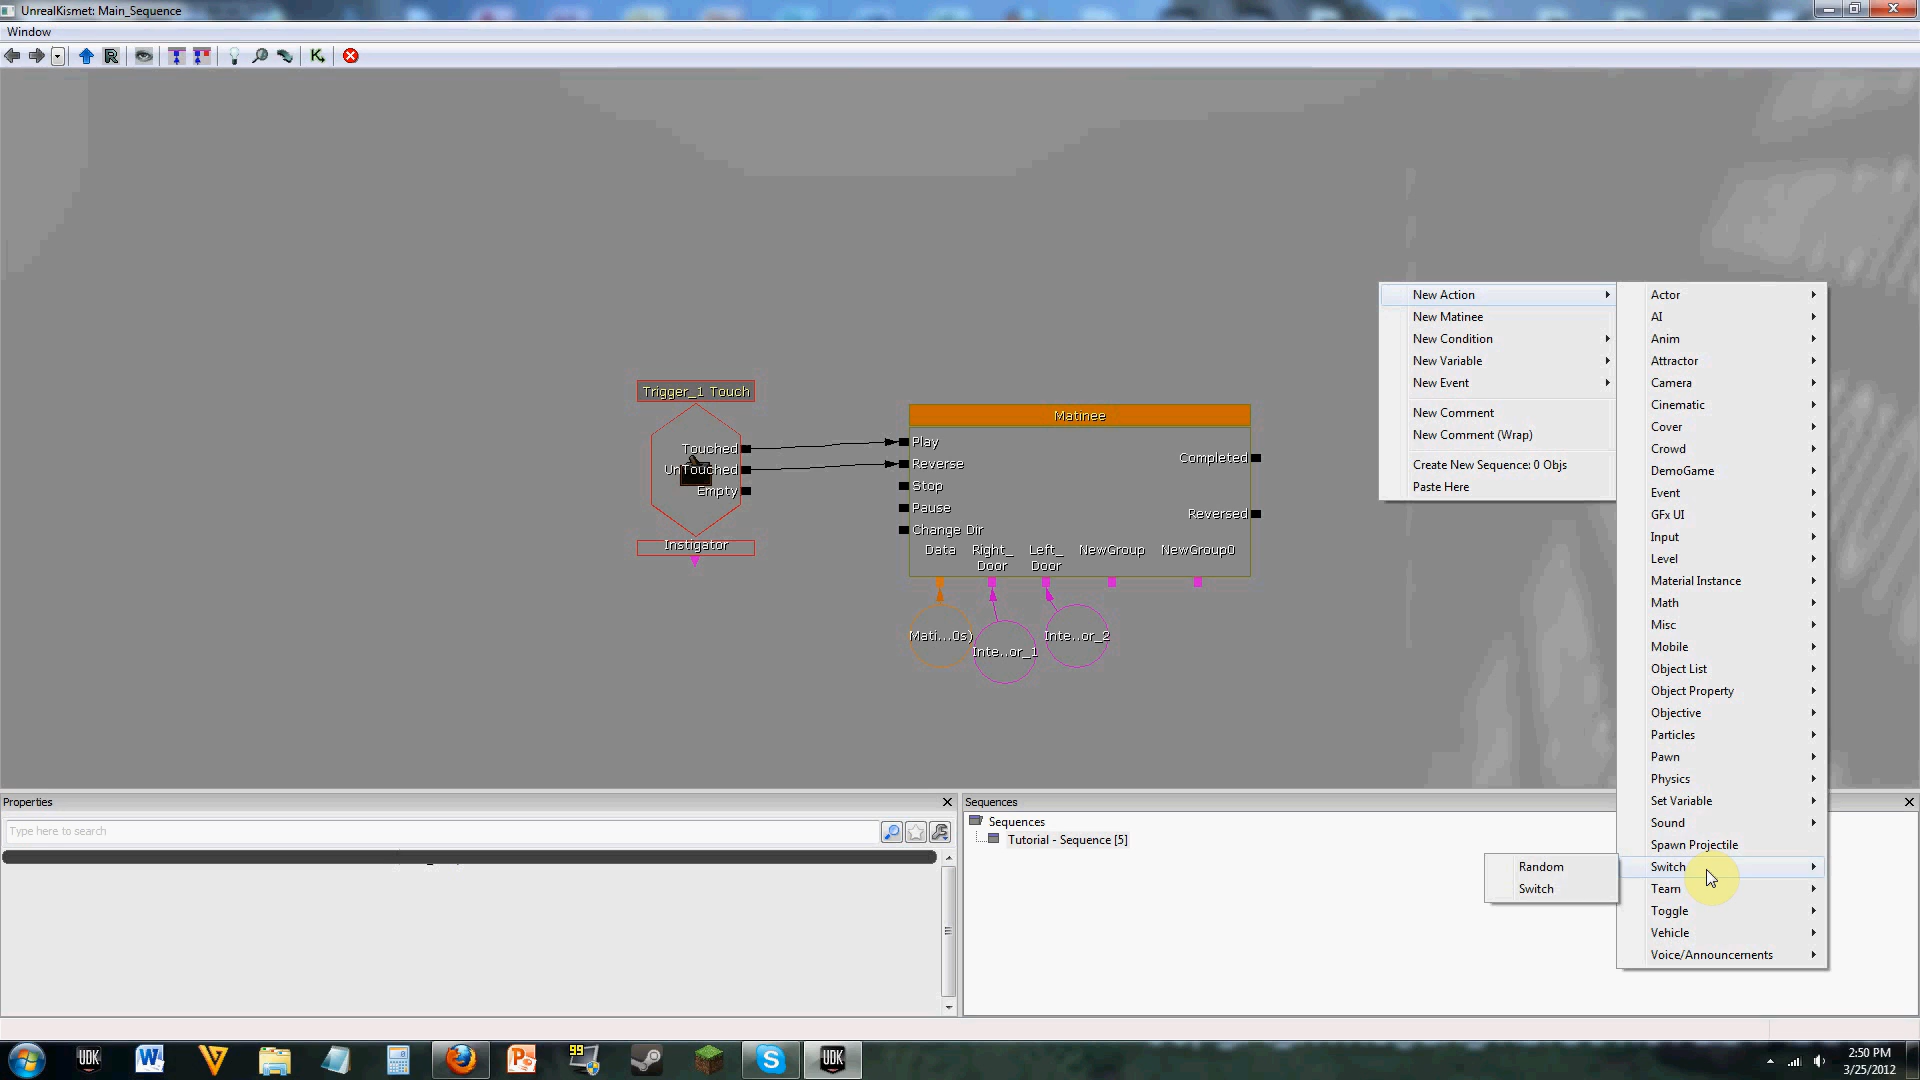 UnrealKismet: Main_Sequence
Window
R
K
Trigger_1 Touch
Touched
UnTouched
Empty
Instigator
Matinee
Play
Reverse
Stop
Pause
Change Dir
Completed
Reversed
Data
Right_
Door
Left_
Door
NewGroup
NewGroup0
Mati...0s)
Inte..or_1
Inte..or_2
New Action
New Matinee
New Condition
New Variable
New Event
New Comment
New Comment (Wrap)
Create New Sequence: 0 Objs
Paste Here
Actor
AI
Anim
Attractor
Camera
Cinematic
Cover
Crowd
DemoGame
Event
GFx UI
Input
Level
Material Instance
Math
Misc
Mobile
Object List
Object Property
Objective
Particles
Pawn
Physics
Set Variable
Sound
Spawn Projectile
Switch
Team
Toggle
Vehicle
Voice/Announcements
Random
Switch
Properties
Type here to search
Sequences
Sequences
Tutorial - Sequence [5]
UDK
W
P
99
S
UDK
2:50 PM
3/25/2012